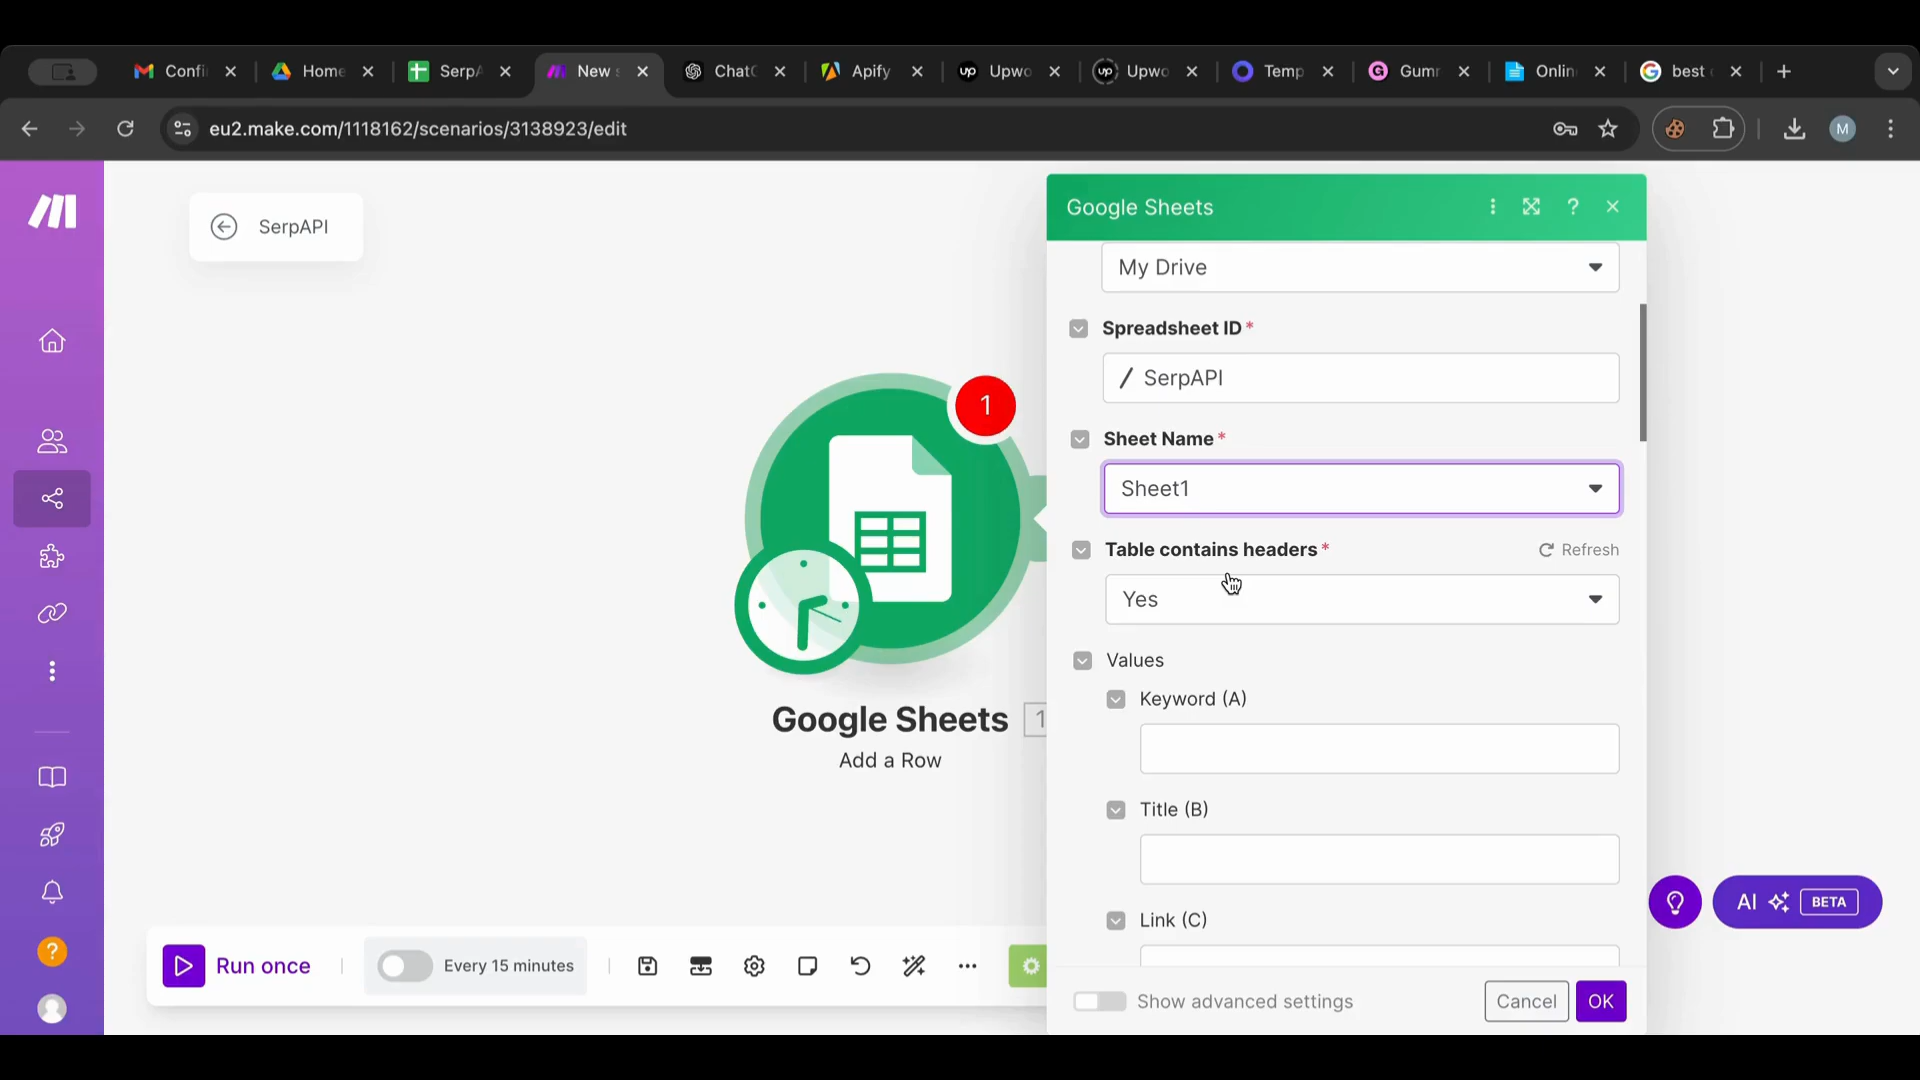 Confi
Home
SerpA
New s
ChatG
Apify
Upwo
Upwo
Temp
Gumr
Onlin
best
eu2.make.com/1118162/scenarios/3138923/edit
M
SerpAPI
Google Sheets
?
My Drive
Spreadsheet ID *
/ SerpAPI
Sheet Name *
Sheet1
Table contains headers *
Refresh
Yes
Values
Keyword (A)
Title (B)
Link (C)
1
Google Sheets 1
Add a Row
AI BETA
?
Run once
Every 15 minutes
Show advanced settings
Cancel
OK